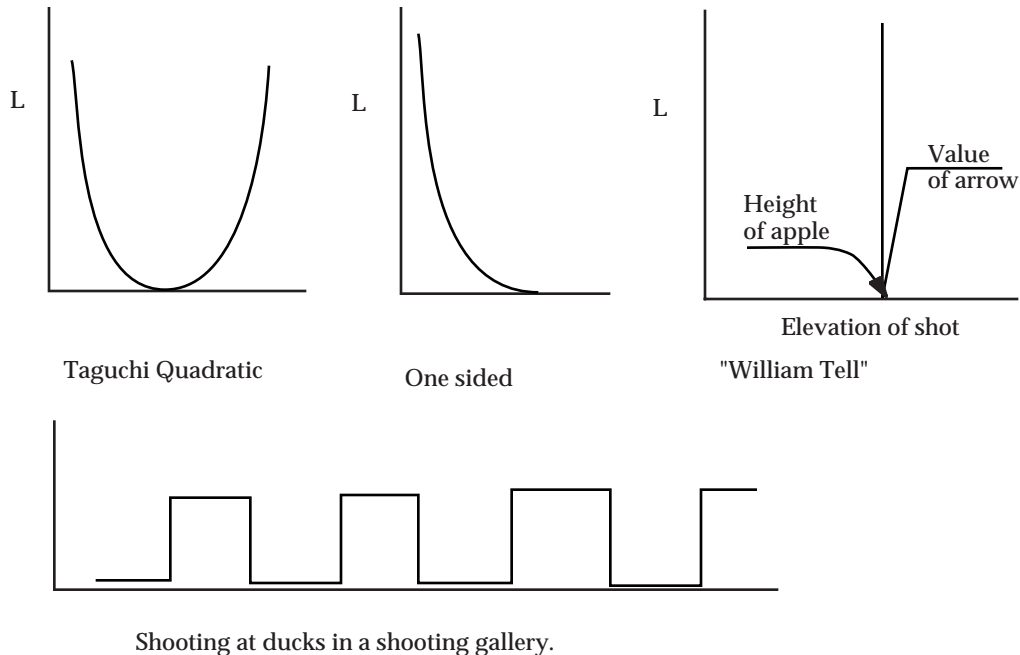 L
L
L
Value
of arrow
Height
of apple
Elevation of shot
Taguchi Quadratic
One sided
"William Tell"
Shooting at ducks in a shooting gallery.